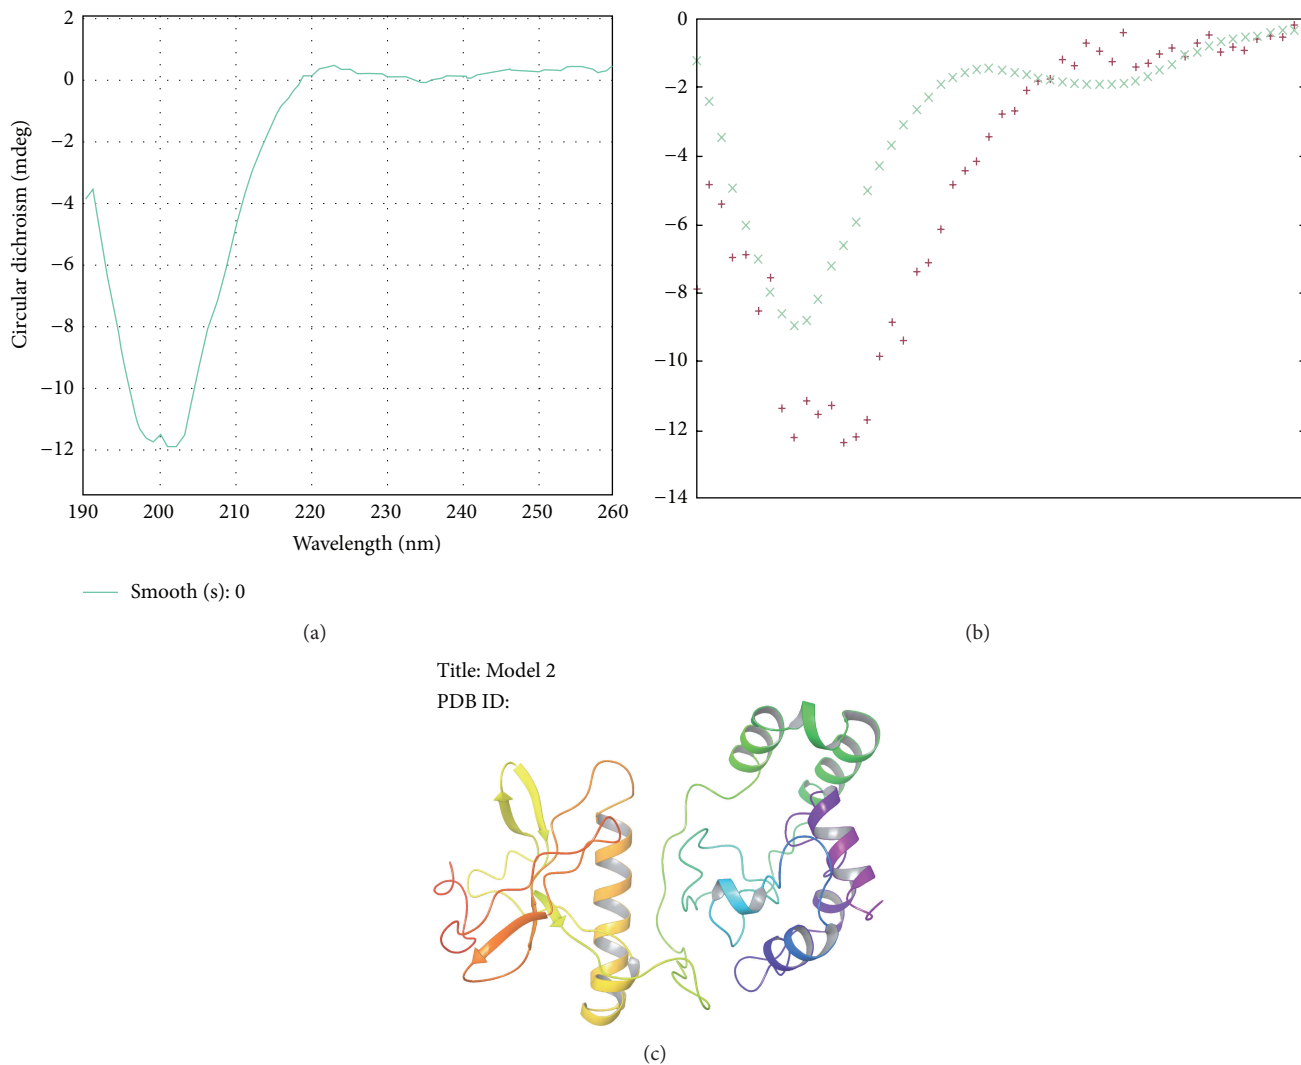 2
0
−2
−4
−6
−8
−10
−12
Circular dichroism (mdeg)
190 200 210 220 230 240 250 260
Wavelength (nm)
Smooth (s): 0
(a)
0
−2
−4
−6
−8
−10
−12
−14
(b)
Title: Model 2
PDB ID:
(c)